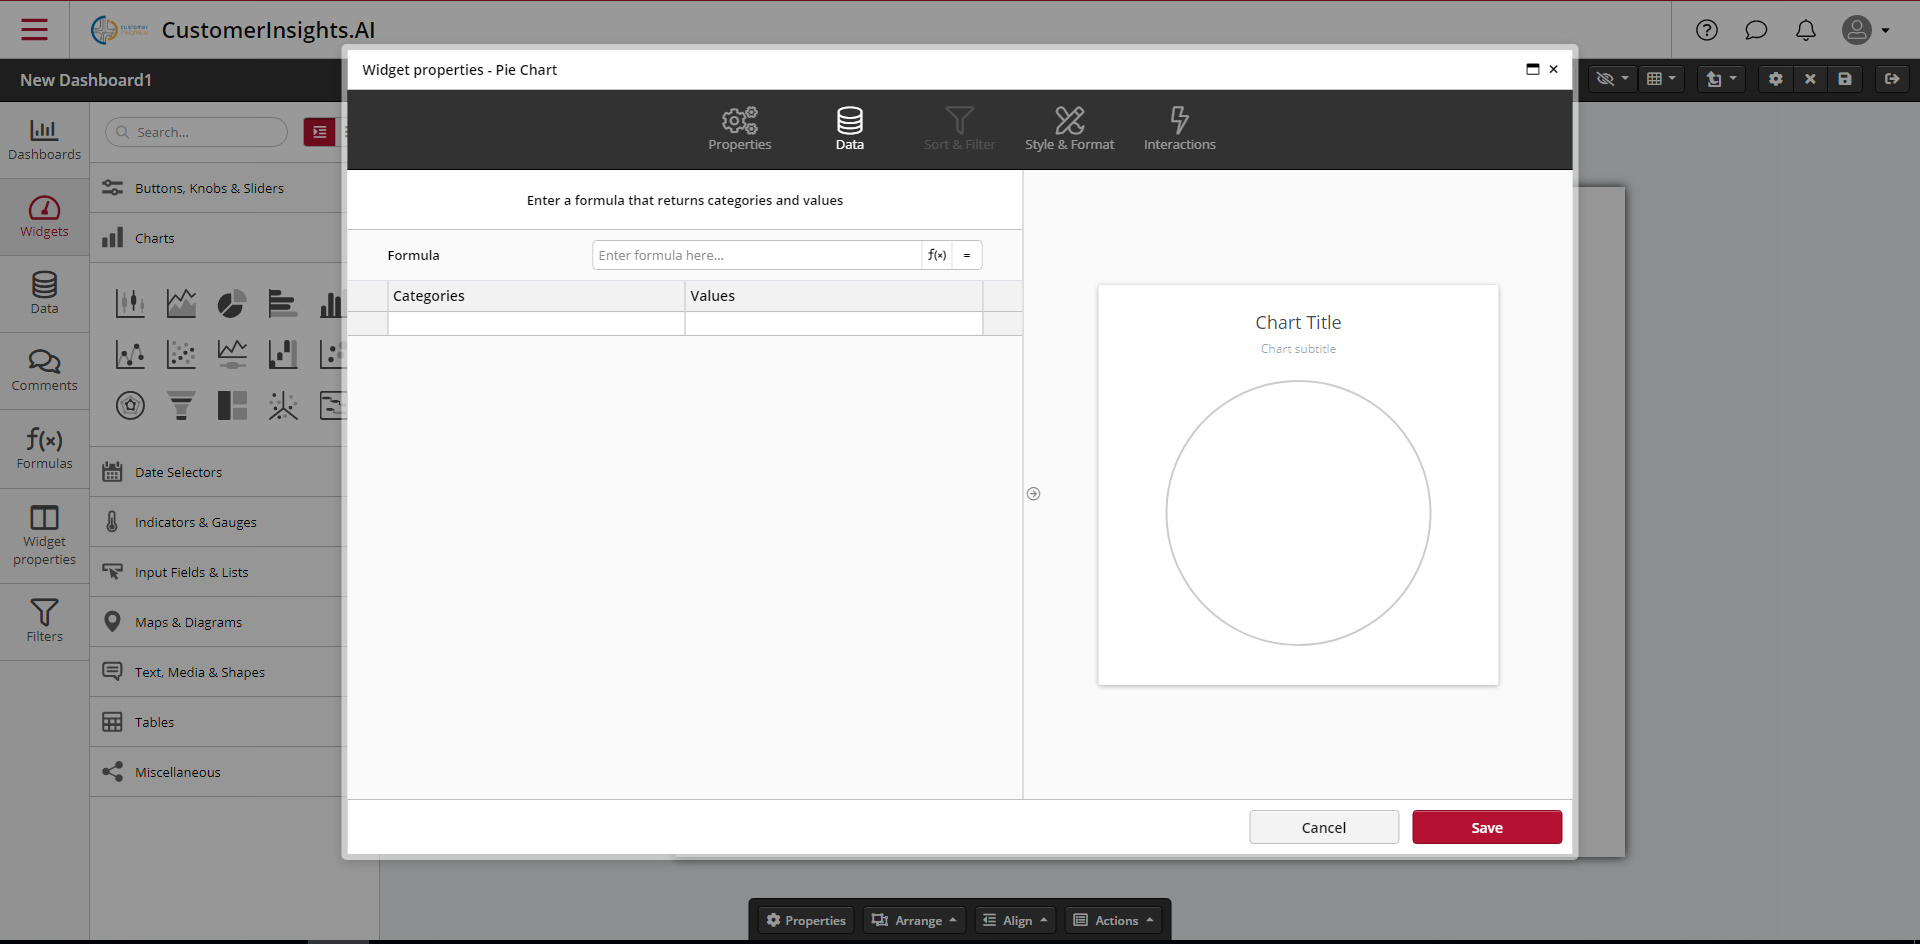 CUSTOMER
CustomerInsights.AI
New Dashboard1
Widget properties - Pie Chart
Properties
Data
Sort & Filter
Style & Format
Interactions
Dashboards
Widgets
Data
Comments
f(x)
Formulas
Widget
properties
Filters
Search...
Buttons, Knobs & Sliders
Charts
Date Selectors
Indicators & Gauges
Input Fields & Lists
Maps & Diagrams
Text, Media & Shapes
Tables
Miscellaneous
Enter a formula that returns categories and values
Formula
Enter formula here...
f(x)
=
Categories
Values
Chart Title
Chart subtitle
Cancel
Save
Properties
Arrange
Align
Actions